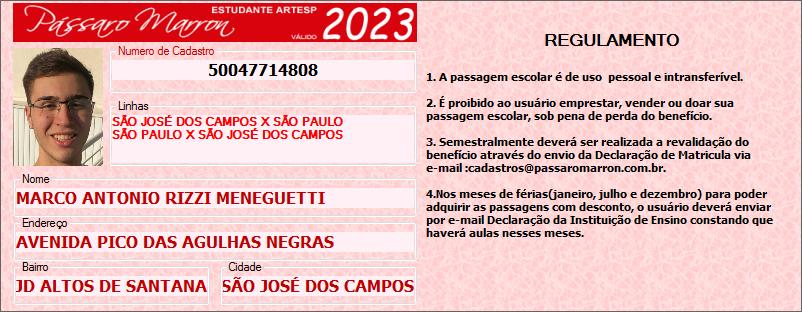 Pássaro Marron
ESTUDANTE ARTESP
VÁLIDO 2023
Numero de Cadastro
50047714808
Linhas
SÃO JOSÉ DOS CAMPOS X SÃO PAULO
SÃO PAULO X SÃO JOSÉ DOS CAMPOS
Nome
MARCO ANTONIO RIZZI MENEGUETTI
Endereço
AVENIDA PICO DAS AGULHAS NEGRAS
Bairro
JD ALTOS DE SANTANA
Cidade
SÃO JOSÉ DOS CAMPOS
REGULAMENTO
1. A passagem escolar é de uso pessoal e intransferível.
2. É proibido ao usuário emprestar, vender ou doar sua
passagem escolar, sob pena de perda do benefício.
3. Semestralmente deverá ser realizada a revalidação do
benefício através do envio da Declaração de Matricula via
e-mail :cadastros@passaromarron.com.br.
4.Nos meses de férias(janeiro, julho e dezembro) para poder
adquirir as passagens com desconto, o usuário deverá enviar
por e-mail Declaração da Instituição de Ensino constando que
haverá aulas nesses meses.